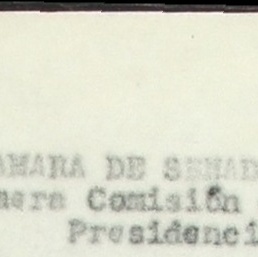 AMARA DE SENAD
mera Comisión
Presidenci